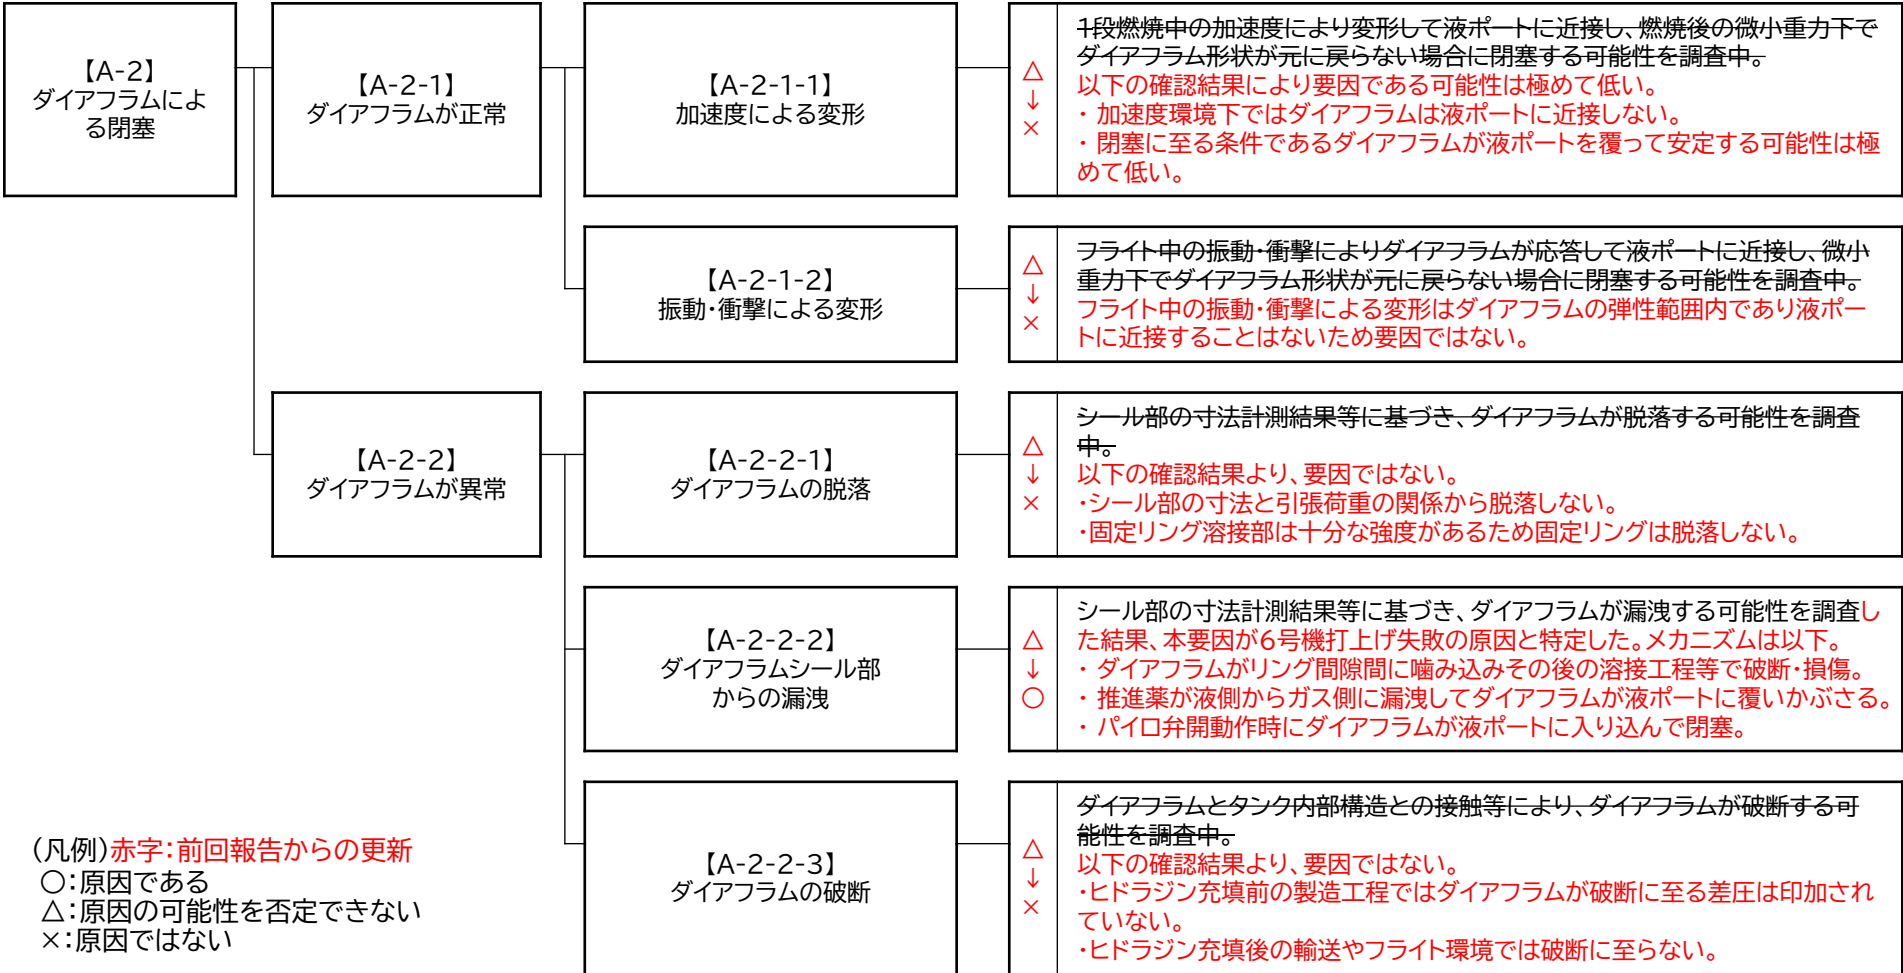 【A-2】
ダイアフラムによ
る閉塞
【A-2-1】
ダイアフラムが正常
【A-2-1-1】
加速度による変形
△
↓
×
1段燃焼中の加速度により変形して液ポートに近接し、燃焼後の微小重力下で
ダイアフラム形状が元に戻らない場合に閉塞する可能性を調査中。
以下の確認結果により要因である可能性は極めて低い。
・ 加速度環境下ではダイアフラムは液ポートに近接しない。
・ 閉塞に至る条件であるダイアフラムが液ポートを覆って安定する可能性は極
めて低い。
【A-2-1-2】
振動・衝撃による変形
△
↓
×
フライト中の振動・衝撃によりダイアフラムが応答して液ポートに近接し、微小
重力下でダイアフラム形状が元に戻らない場合に閉塞する可能性を調査中。
フライト中の振動・衝撃による変形はダイアフラムの弾性範囲内であり液ポー
トに近接することはないため要因ではない。
【A-2-2】
ダイアフラムが異常
【A-2-2-1】
ダイアフラムの脱落
△
↓
×
シール部の寸法計測結果等に基づき、ダイアフラムが脱落する可能性を調査
中。
以下の確認結果より、要因ではない。
・シール部の寸法と引張荷重の関係から脱落しない。
・固定リング溶接部は十分な強度があるため固定リングは脱落しない。
【A-2-2-2】
ダイアフラムシール部
からの漏洩
△
↓
○
シール部の寸法計測結果等に基づき、ダイアフラムが漏洩する可能性を調査し
た結果、本要因が6号機打上げ失敗の原因と特定した。メカニズムは以下。
・ ダイアフラムがリング間隙間に噛み込みその後の溶接工程等で破断・損傷。
・ 推進薬が液側からガス側に漏洩してダイアフラムが液ポートに覆いかぶさる。
・ パイロ弁開動作時にダイアフラムが液ポートに入り込んで閉塞。
【A-2-2-3】
ダイアフラムの破断
△
↓
×
ダイアフラムとタンク内部構造との接触等により、ダイアフラムが破断する可
能性を調査中。
以下の確認結果より、要因ではない。
・ヒドラジン充填前の製造工程ではダイアフラムが破断に至る差圧は印加され
ていない。
・ヒドラジン充填後の輸送やフライト環境では破断に至らない。
(凡例)赤字：前回報告からの更新
○：原因である
△：原因の可能性を否定できない
×：原因ではない